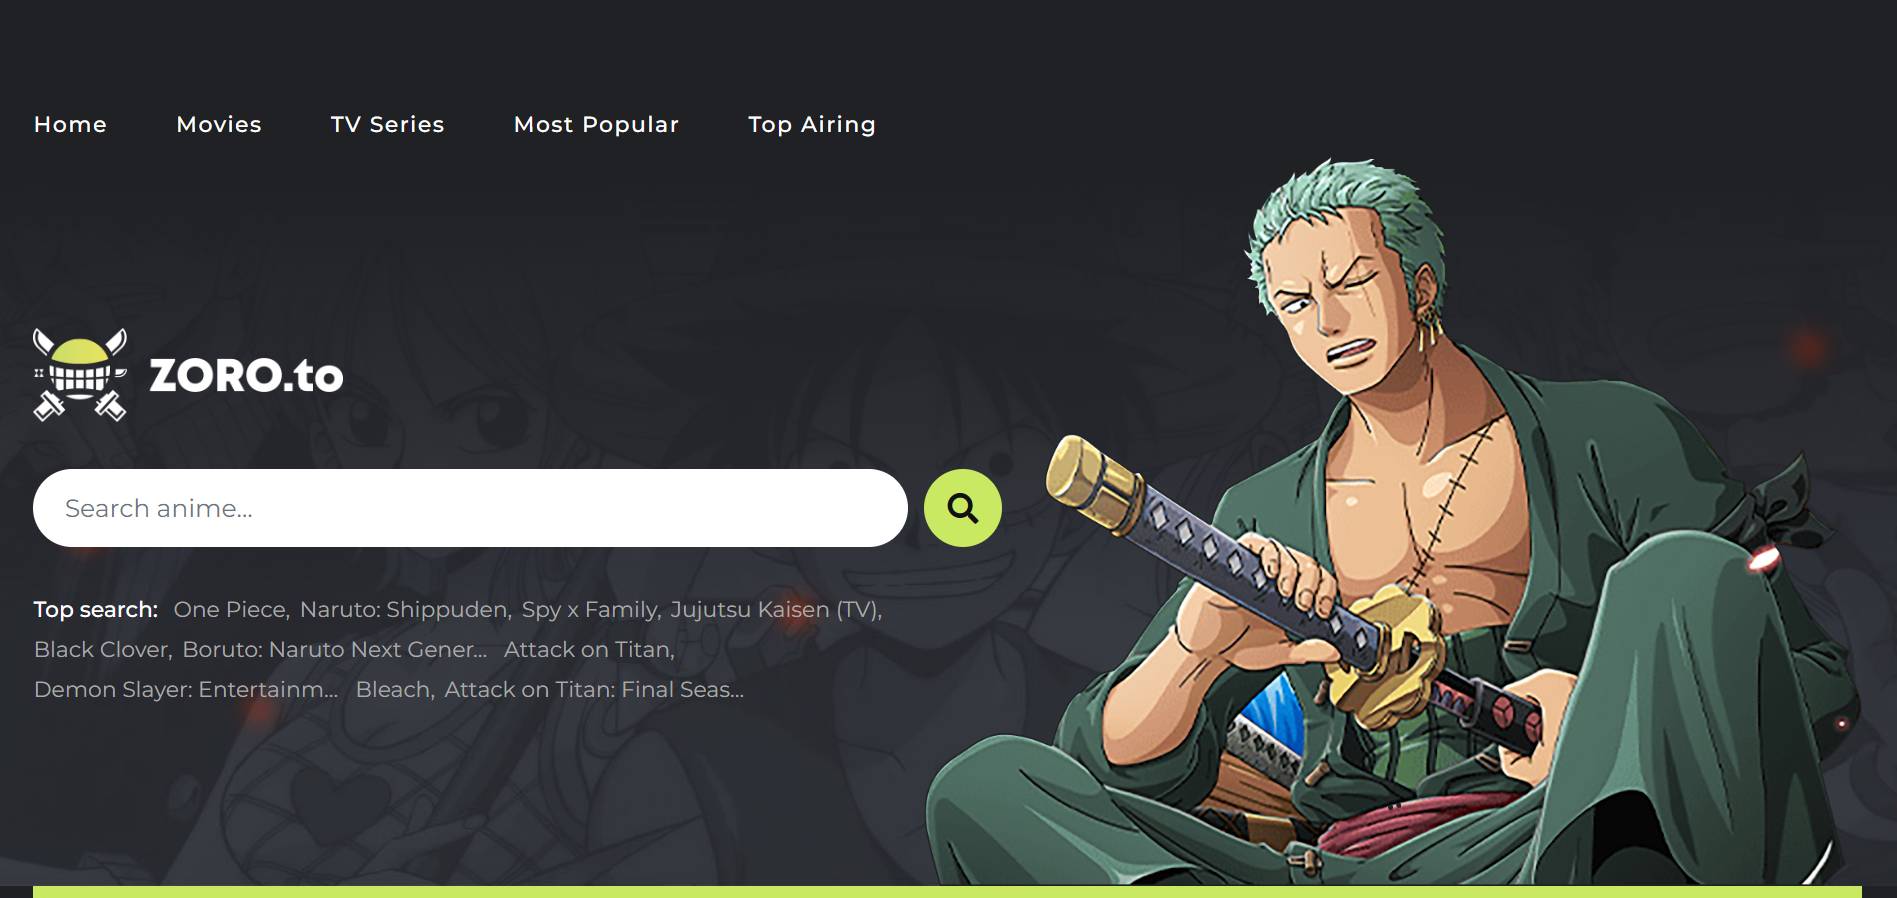 Home Movies TV Series Most Popular Top Airing
ZORO.to
Search anime...
Top search: One Piece, Naruto: Shippuden, Spy x Family, Jujutsu Kaisen (TV),
Black Clover, Boruto: Naruto Next Gener... Attack on Titan,
Demon Slayer: Entertainm... Bleach, Attack on Titan: Final Seas...